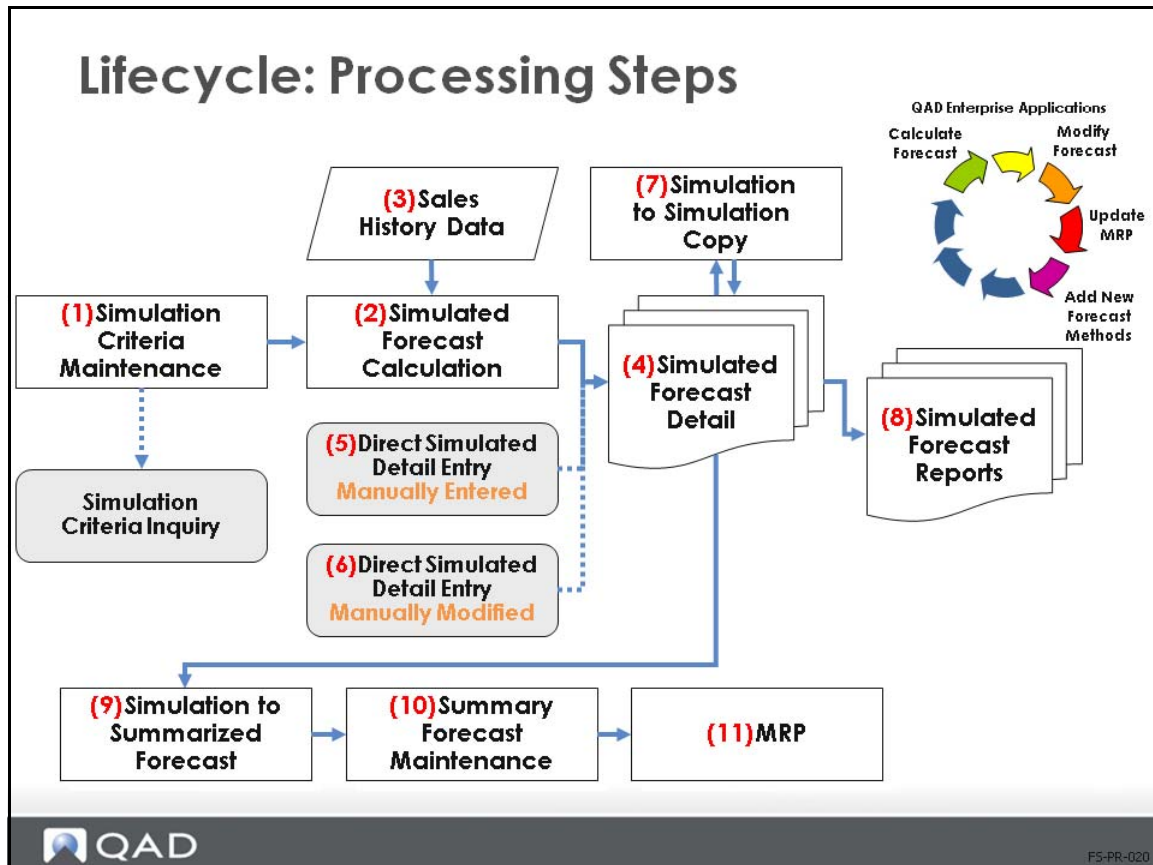 Lifecycle: Processing Steps
QAD Enterprise Applications
Calculate
Forecast
Modify
Forecast
Update
MRP
Add New
Forecast
Methods
(3)Sales
History Data
(7)Simulation
to Simulation
Copy
(1)Simulation
Criteria
Maintenance
(2)Simulated
Forecast
Calculation
(4)Simulated
Forecast
Detail
(8)Simulated
Forecast
Reports
(5)Direct Simulated
Detail Entry
Manually Entered
Simulation
Criteria Inquiry
(6)Direct Simulated
Detail Entry
Manually Modified
(9)Simulation to
Summarized
Forecast
(10)Summary
Forecast
Maintenance
(11)MRP
QAD
FS-PR-020